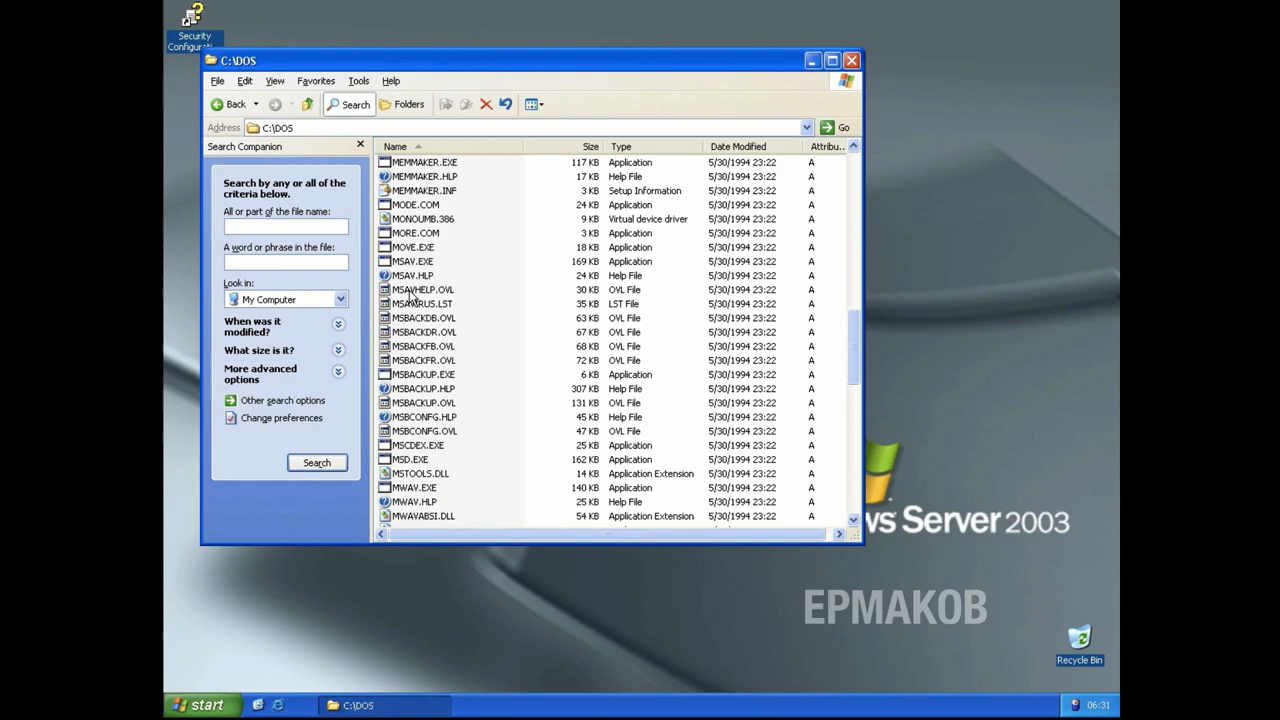 Security
Configurati...
C:\DOS
File Edit View Favorites Tools Help
Back Search Folders
Address C:\DOS Go
Search Companion
Search by any or all of the
criteria below.
All or part of the file name:
A word or phrase in the file:
Look in:
My Computer
When was it
modified?
What size is it?
More advanced
options
Other search options
Change preferences
Search
Name Size Type Date Modified Attribu...
MEMMAKER.EXE 117 KB Application 5/30/1994 23:22 A
MEMMAKER.HLP 17 KB Help File 5/30/1994 23:22 A
MEMMAKER.INF 3 KB Setup Information 5/30/1994 23:22 A
MODE.COM 24 KB Application 5/30/1994 23:22 A
MONOUMB.386 9 KB Virtual device driver 5/30/1994 23:22 A
MORE.COM 3 KB Application 5/30/1994 23:22 A
MOVE.EXE 18 KB Application 5/30/1994 23:22 A
MSAV.EXE 169 KB Application 5/30/1994 23:22 A
MSAV.HLP 24 KB Help File 5/30/1994 23:22 A
MSAVHELP.OVL 30 KB OVL File 5/30/1994 23:22 A
35 KB LST File 5/30/1994 23:22 A
MSBACKDB.OVL 63 KB OVL File 5/30/1994 23:22 A
MSBACKDR.OVL 67 KB OVL File 5/30/1994 23:22 A
MSBACKFB.OVL 68 KB OVL File 5/30/1994 23:22 A
MSBACKFR.OVL 72 KB OVL File 5/30/1994 23:22 A
MSBACKUP.EXE 6 KB Application 5/30/1994 23:22 A
MSBACKUP.HLP 307 KB Help File 5/30/1994 23:22 A
MSBACKUP.OVL 131 KB OVL File 5/30/1994 23:22 A
MSBCONFG.HLP 45 KB Help File 5/30/1994 23:22 A
MSBCONFG.OVL 47 KB OVL File 5/30/1994 23:22 A
MSCDEX.EXE 25 KB Application 5/30/1994 23:22 A
MSD.EXE 162 KB Application 5/30/1994 23:22 A
MSTOOLS.DLL 14 KB Application Extension 5/30/1994 23:22 A
MWAV.EXE 140 KB Application 5/30/1994 23:22 A
MWAV.HLP 25 KB Help File 5/30/1994 23:22 A
MWAVABSI.DLL 54 KB Application Extension 5/30/1994 23:22 A
ws Server 2003
ЕРМАКОВ
Recycle Bin
start C:\DOS 06:31